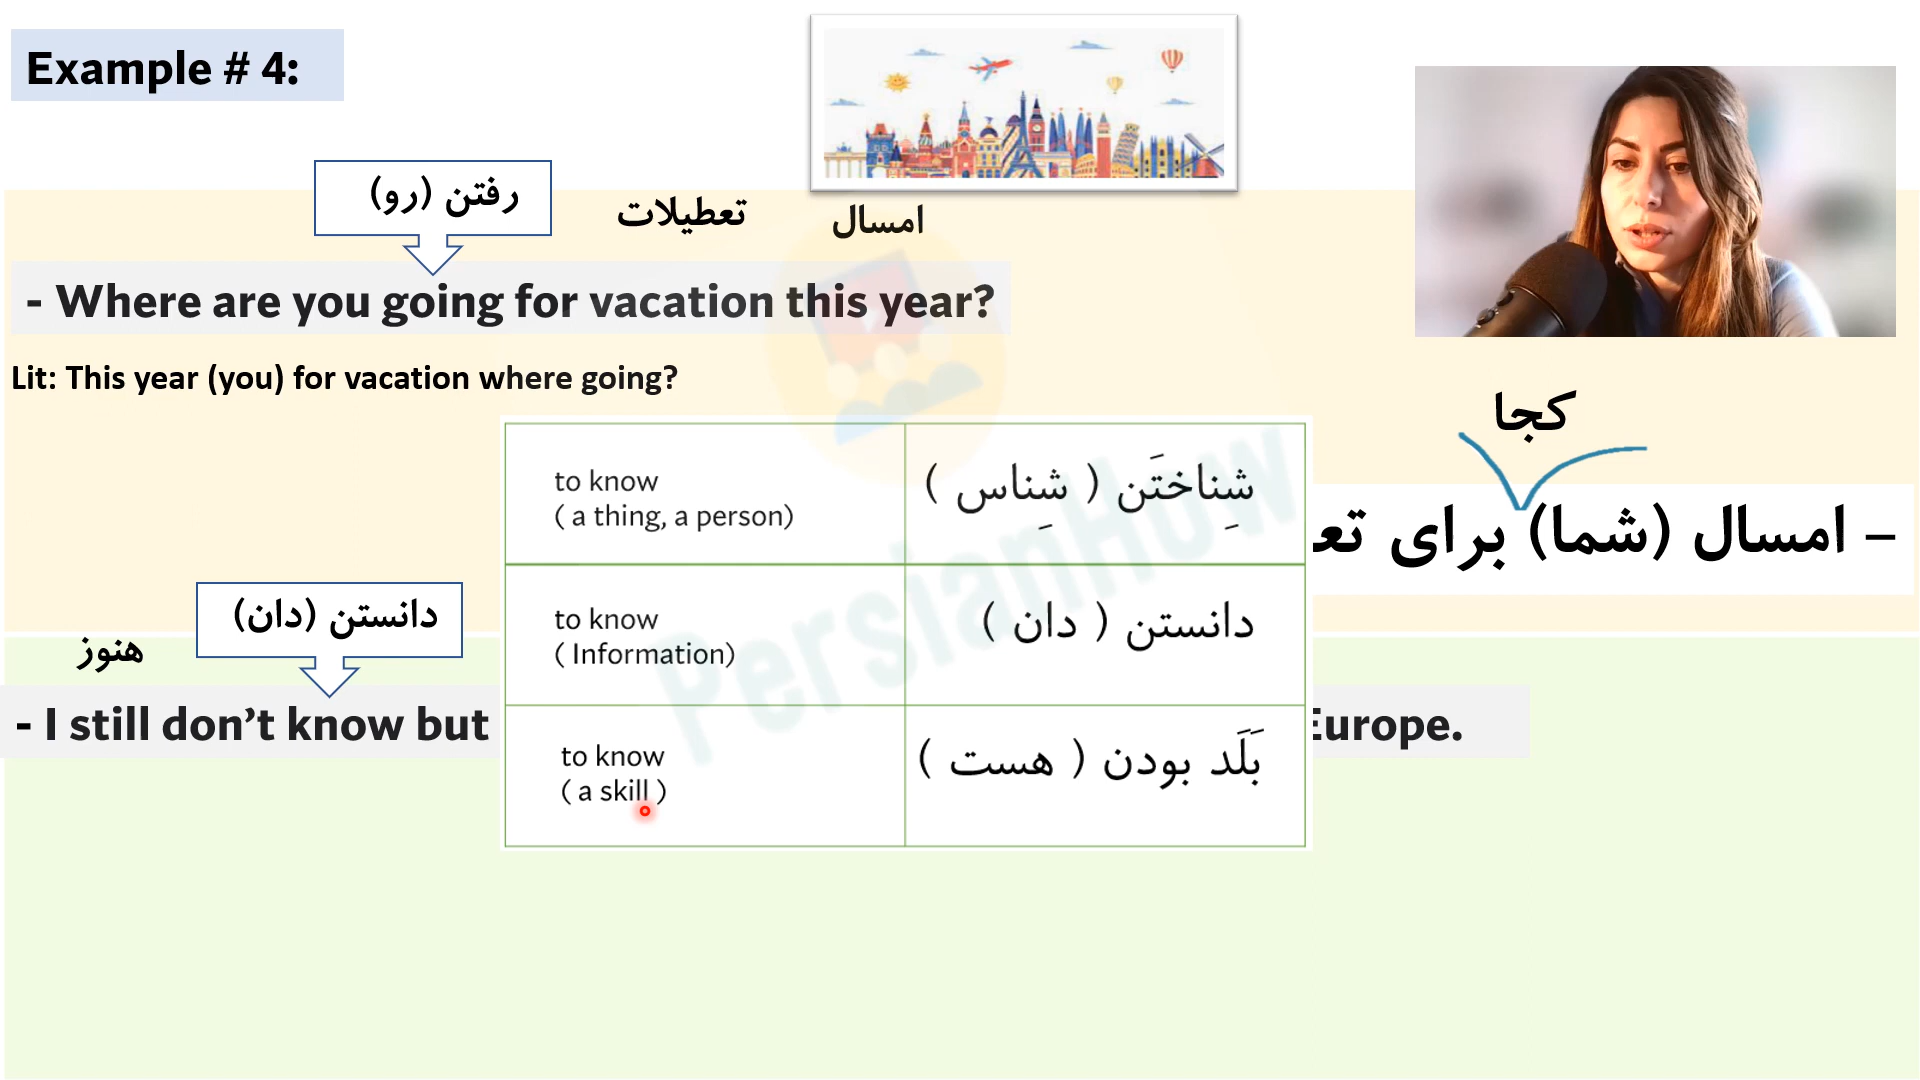 Example # 4:
رفتن (رو)
تعطیلات
امسال
- Where are you going for vacation this year?
Lit: This year (you) for vacation where going?
کجا
– امسال (شما) برای
to know
( a thing, a person)
شِناختَن ( شِناس )
to know
( Information)
دانستن ( دان )
to know
( a skill )
بَلَد بودن ( هست )
هنوز
دانستن (دان)
- I still don’t know but
Europe.
PersianHow